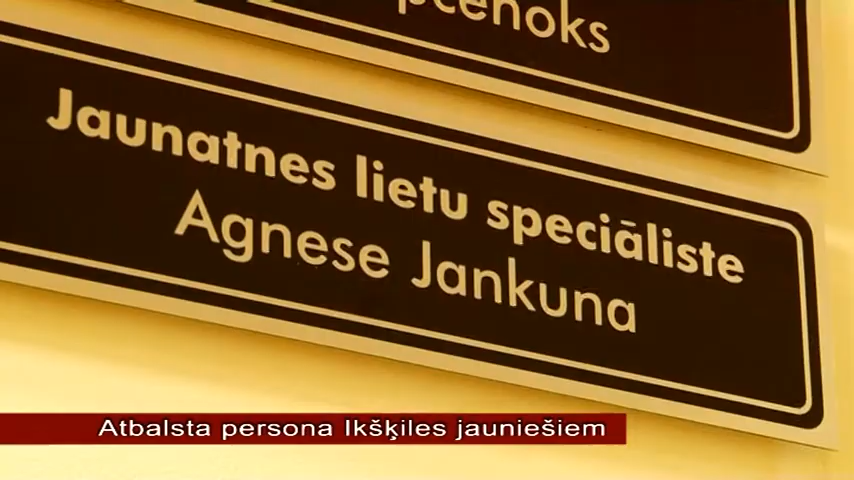 Jaunatnes lietu speciāliste
Agnese Jankuna
Atbalsta persona Ikšķiles jauniešiem